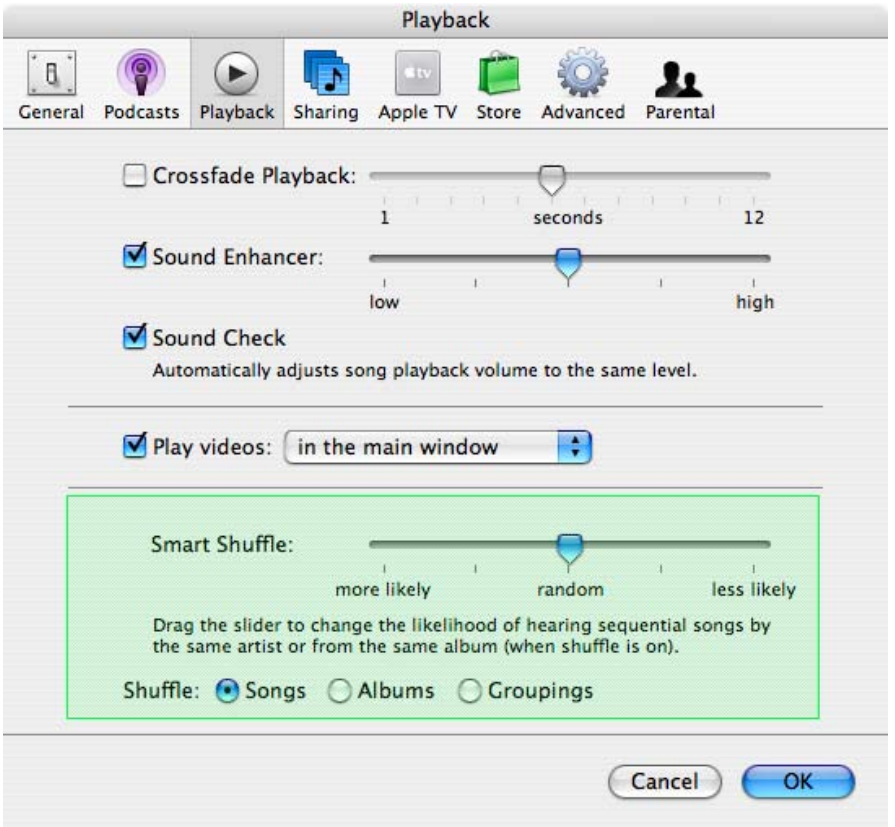 Playback
General Podcasts Playback Sharing Apple TV Store Advanced Parental
Crossfade Playback:
1 seconds 12
Sound Enhancer:
low high
Sound Check
Automatically adjusts song playback volume to the same level.
Play videos: in the main window
Smart Shuffle:
more likely random less likely
Drag the slider to change the likelihood of hearing sequential songs by
the same artist or from the same album (when shuffle is on).
Shuffle: Songs Albums Groupings
Cancel OK